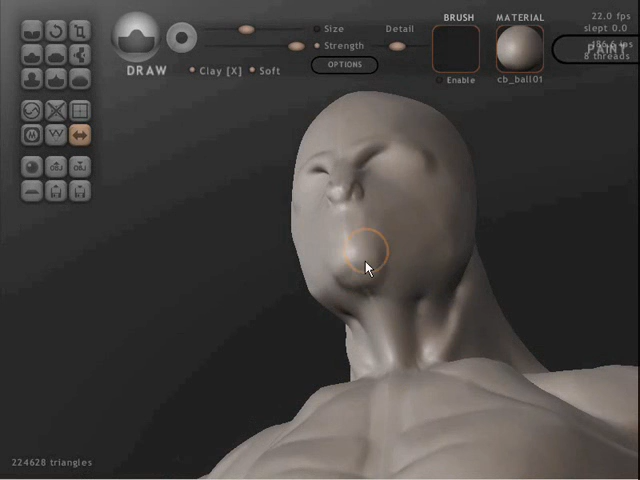 Size
Detail
Strength
OPTIONS
DRAW
Clay [X]
Soft
BRUSH
Enable
MATERIAL
cb_ball01
22.0 fps
slept 0.0
PAINT
8 threads
224628 triangles